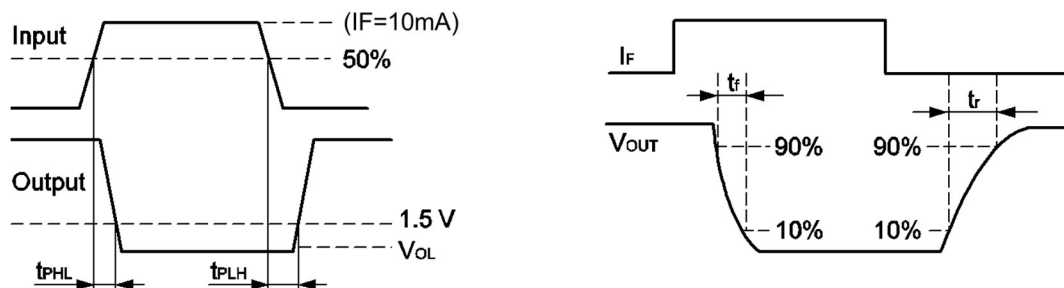 Input
(IF=10mA)
50%
Output
1.5 V
VOL
tPHL
tPLH
IF
tf
tr
VOUT
90%
90%
10%
10%